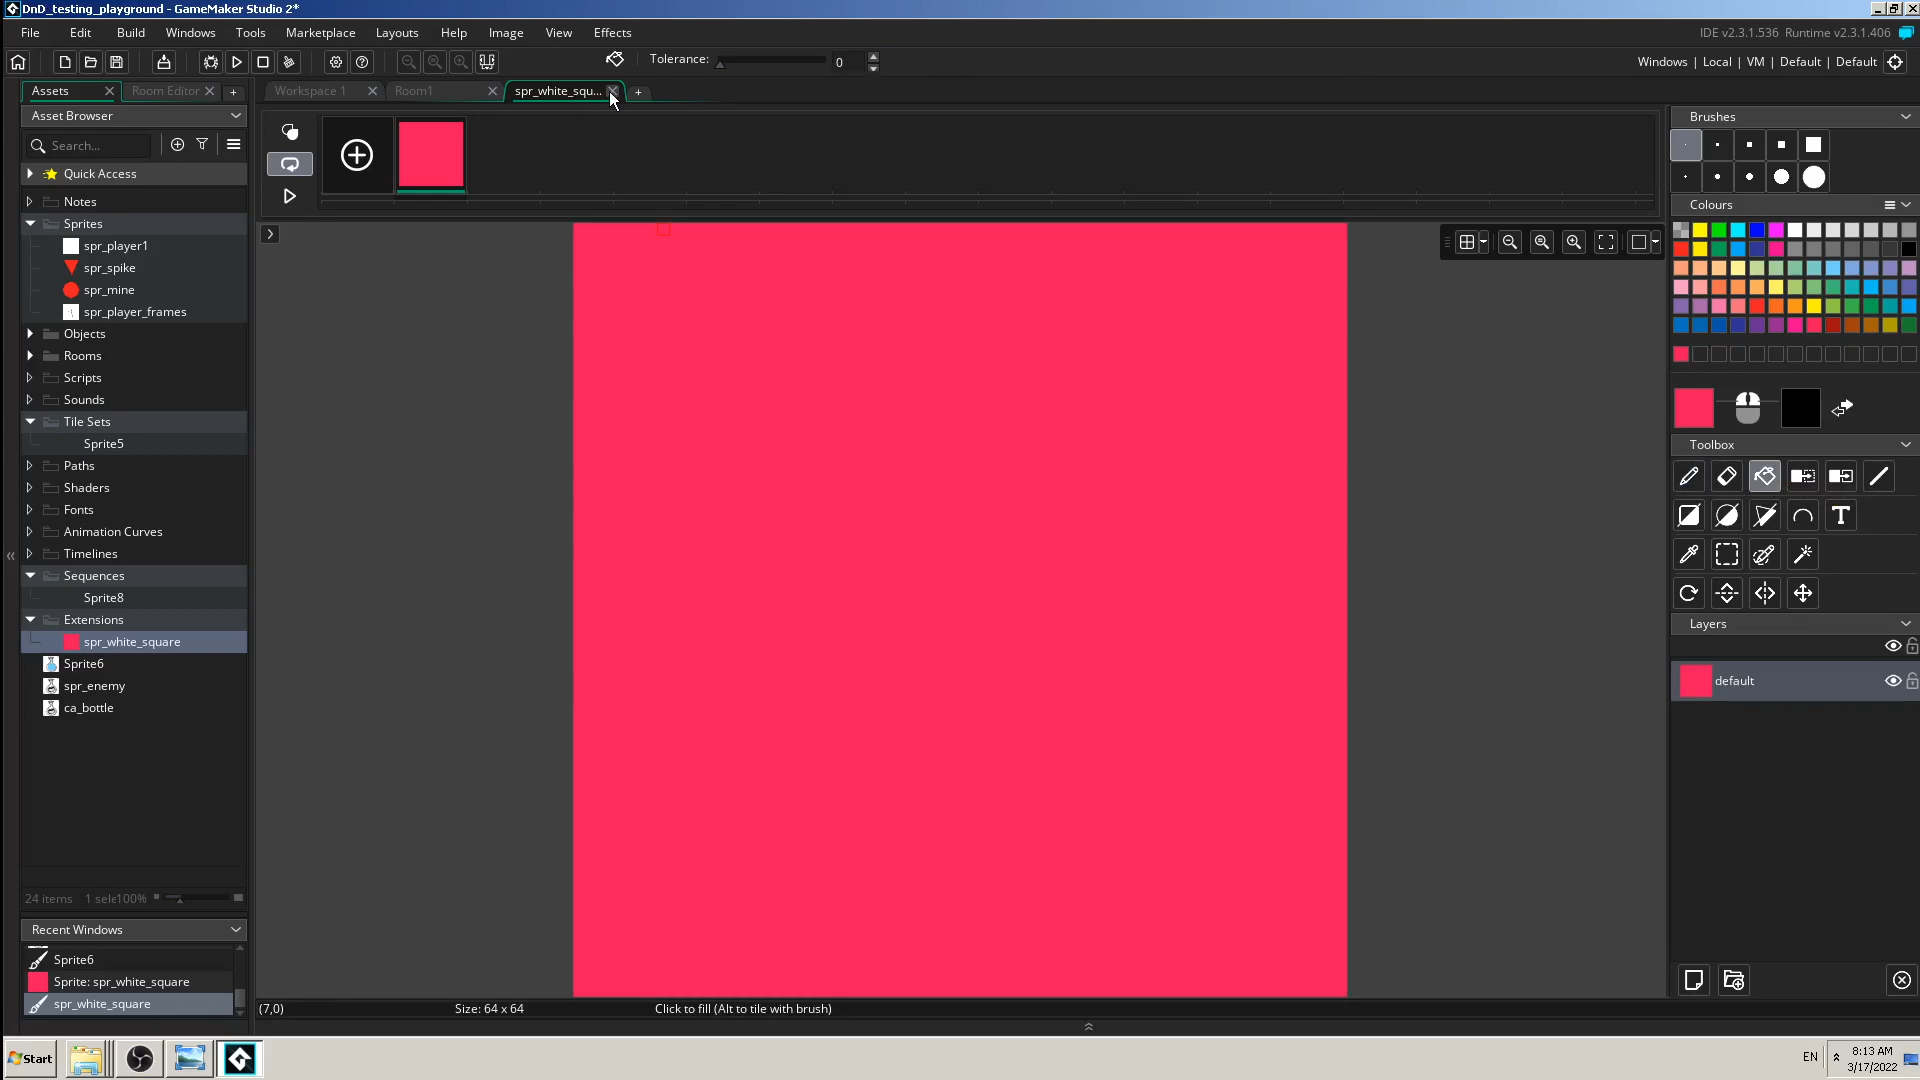 DnD_testing_playground - GameMaker Studio 2*
File Edit Build Windows Tools Marketplace Layouts Help Image View Effects
IDE v2.3.1.536 Runtime v2.3.1.406
Tolerance: 0
Windows | Local | VM | Default | Default
Assets Room Editor
Workspace 1 Room1 spr_white_squ...
Asset Browser
Search...
Quick Access
Notes
Sprites
spr_player1
spr_spike
spr_mine
spr_player_frames
Objects
Rooms
Scripts
Sounds
Tile Sets
Sprite5
Paths
Shaders
Fonts
Animation Curves
Timelines
Sequences
Sprite8
Extensions
spr_white_square
Sprite6
spr_enemy
ca_bottle
24 items 1 sele100%
Recent Windows
Sprite6
Sprite: spr_white_square
spr_white_square
Brushes
Colours
Toolbox
T
Layers
default
(7,0) Size: 64 x 64 Click to fill (Alt to tile with brush)
Start
EN
8:13 AM
3/17/2022